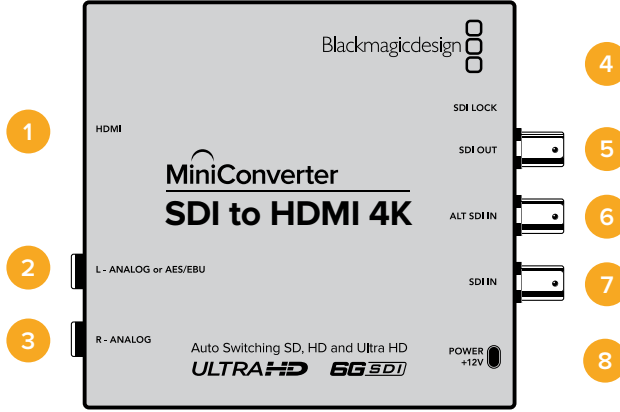 Blackmagicdesign
4
SDI LOCK
1
HDMI
SDI OUT
5
MiniConverter
SDI to HDMI 4K
ALT SDI IN
6
2
L - ANALOG or AES/EBU
SDI IN
7
3
R - ANALOG
Auto Switching SD, HD and Ultra HD
ULTRAHD 6G SDI
POWER
+12V
8